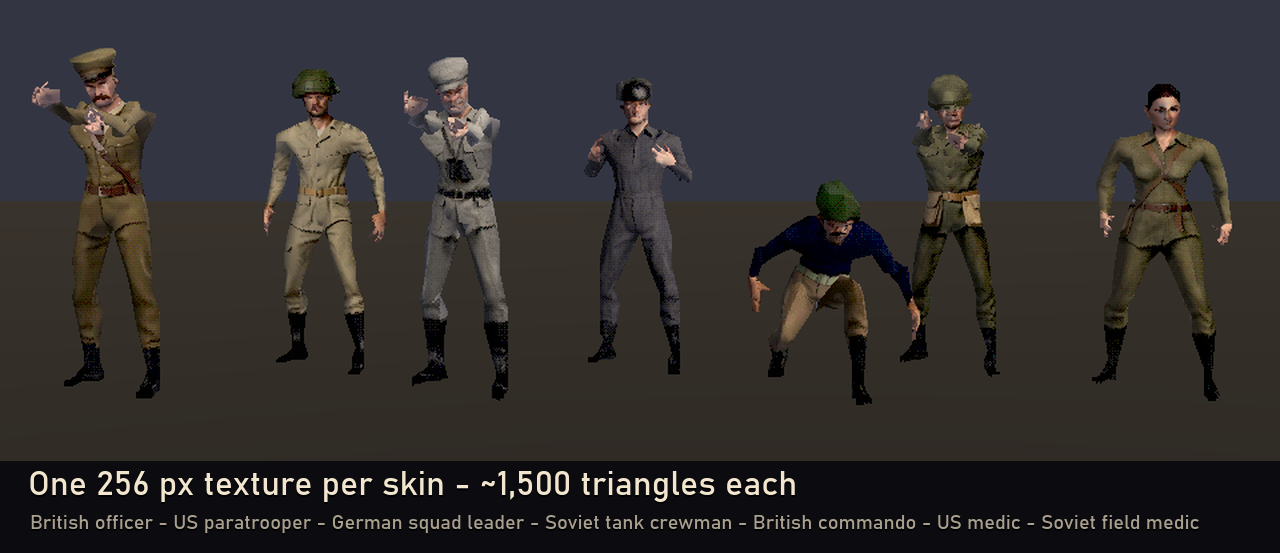 One 256 px texture per skin - ~1,500 triangles each
British officer - US paratrooper - German squad leader - Soviet tank crewman - British commando - US medic - Soviet field medic